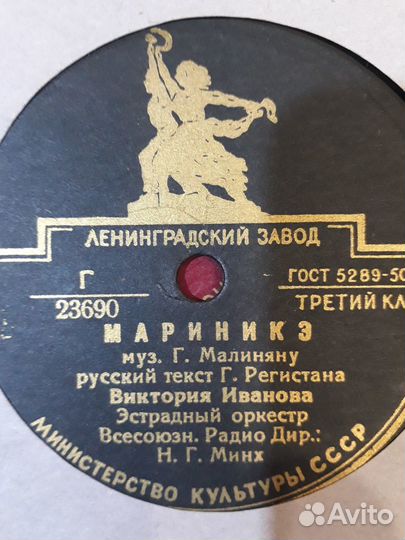 ЛЕНИНГРАДСКИЙ ЗАВОД
Г
23690
ГОСТ 5289-50
ТРЕТИЙ КЛ
МАРИНИКЭ
муз. Г. Малиняну
русский текст Г. Регистана
Виктория Иванова
Эстрадный оркестр
Всесоюзн. Радио Дир.:
Н. Г. Минх
МИНИСТЕРСТВО КУЛЬТУРЫ СССР
Avito